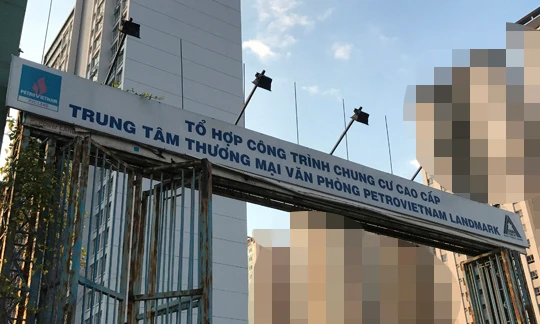 PETROVIETNAM
TỔ HỢP CÔNG TRÌNH CHUNG CƯ CAO CẤP
TRUNG TÂM THƯƠNG MẠI VĂN PHÒNG PETROVIETNAM LANDMARK